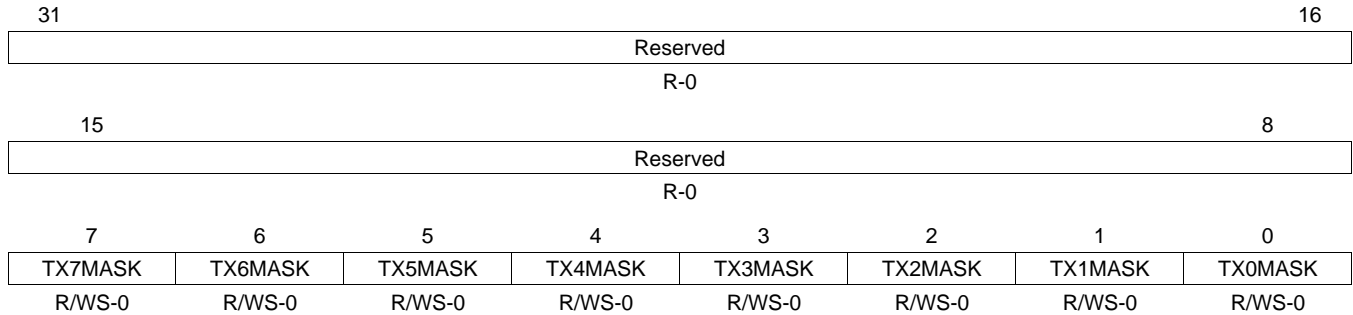 31 16
Reserved
R-0
15 8
Reserved
R-0
7 6 5 4 3 2 1 0
TX7MASK TX6MASK TX5MASK TX4MASK TX3MASK TX2MASK TX1MASK TX0MASK
R/WS-0 R/WS-0 R/WS-0 R/WS-0 R/WS-0 R/WS-0 R/WS-0 R/WS-0